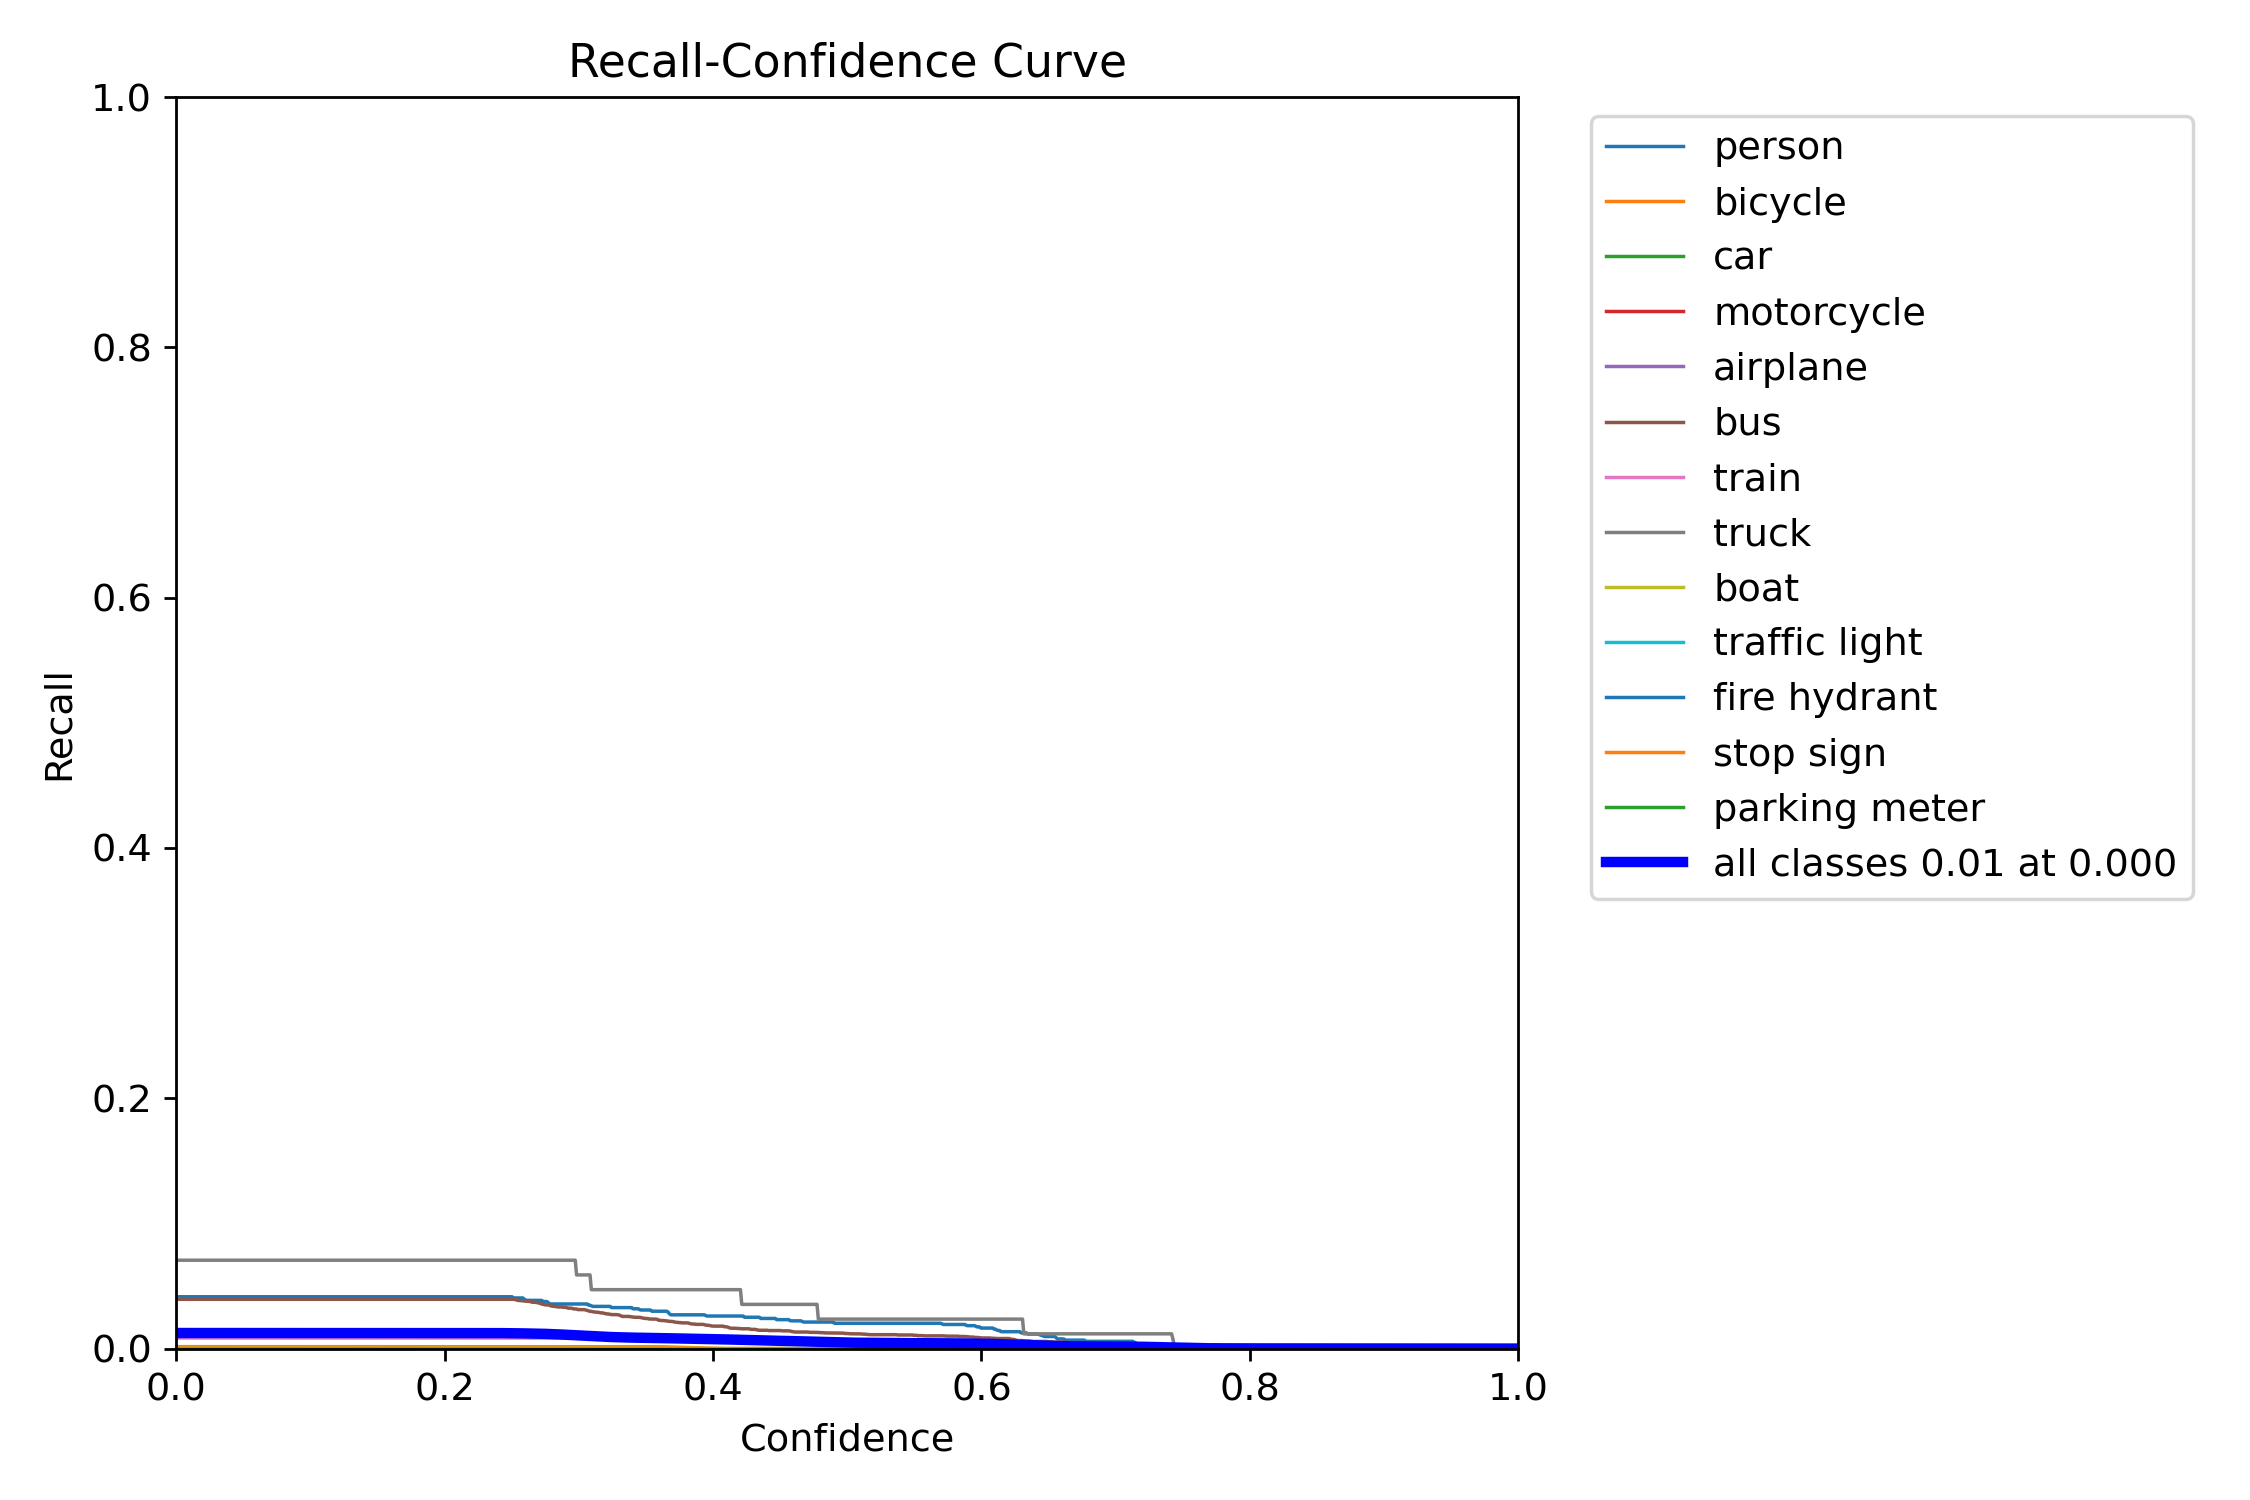 Recall-Confidence Curve
1.0
0.8
0.6
0.4
0.2
0.0
Recall
0.0 0.2 0.4 0.6 0.8 1.0
Confidence
person
bicycle
car
motorcycle
airplane
bus
train
truck
boat
traffic light
fire hydrant
stop sign
parking meter
all classes 0.01 at 0.000